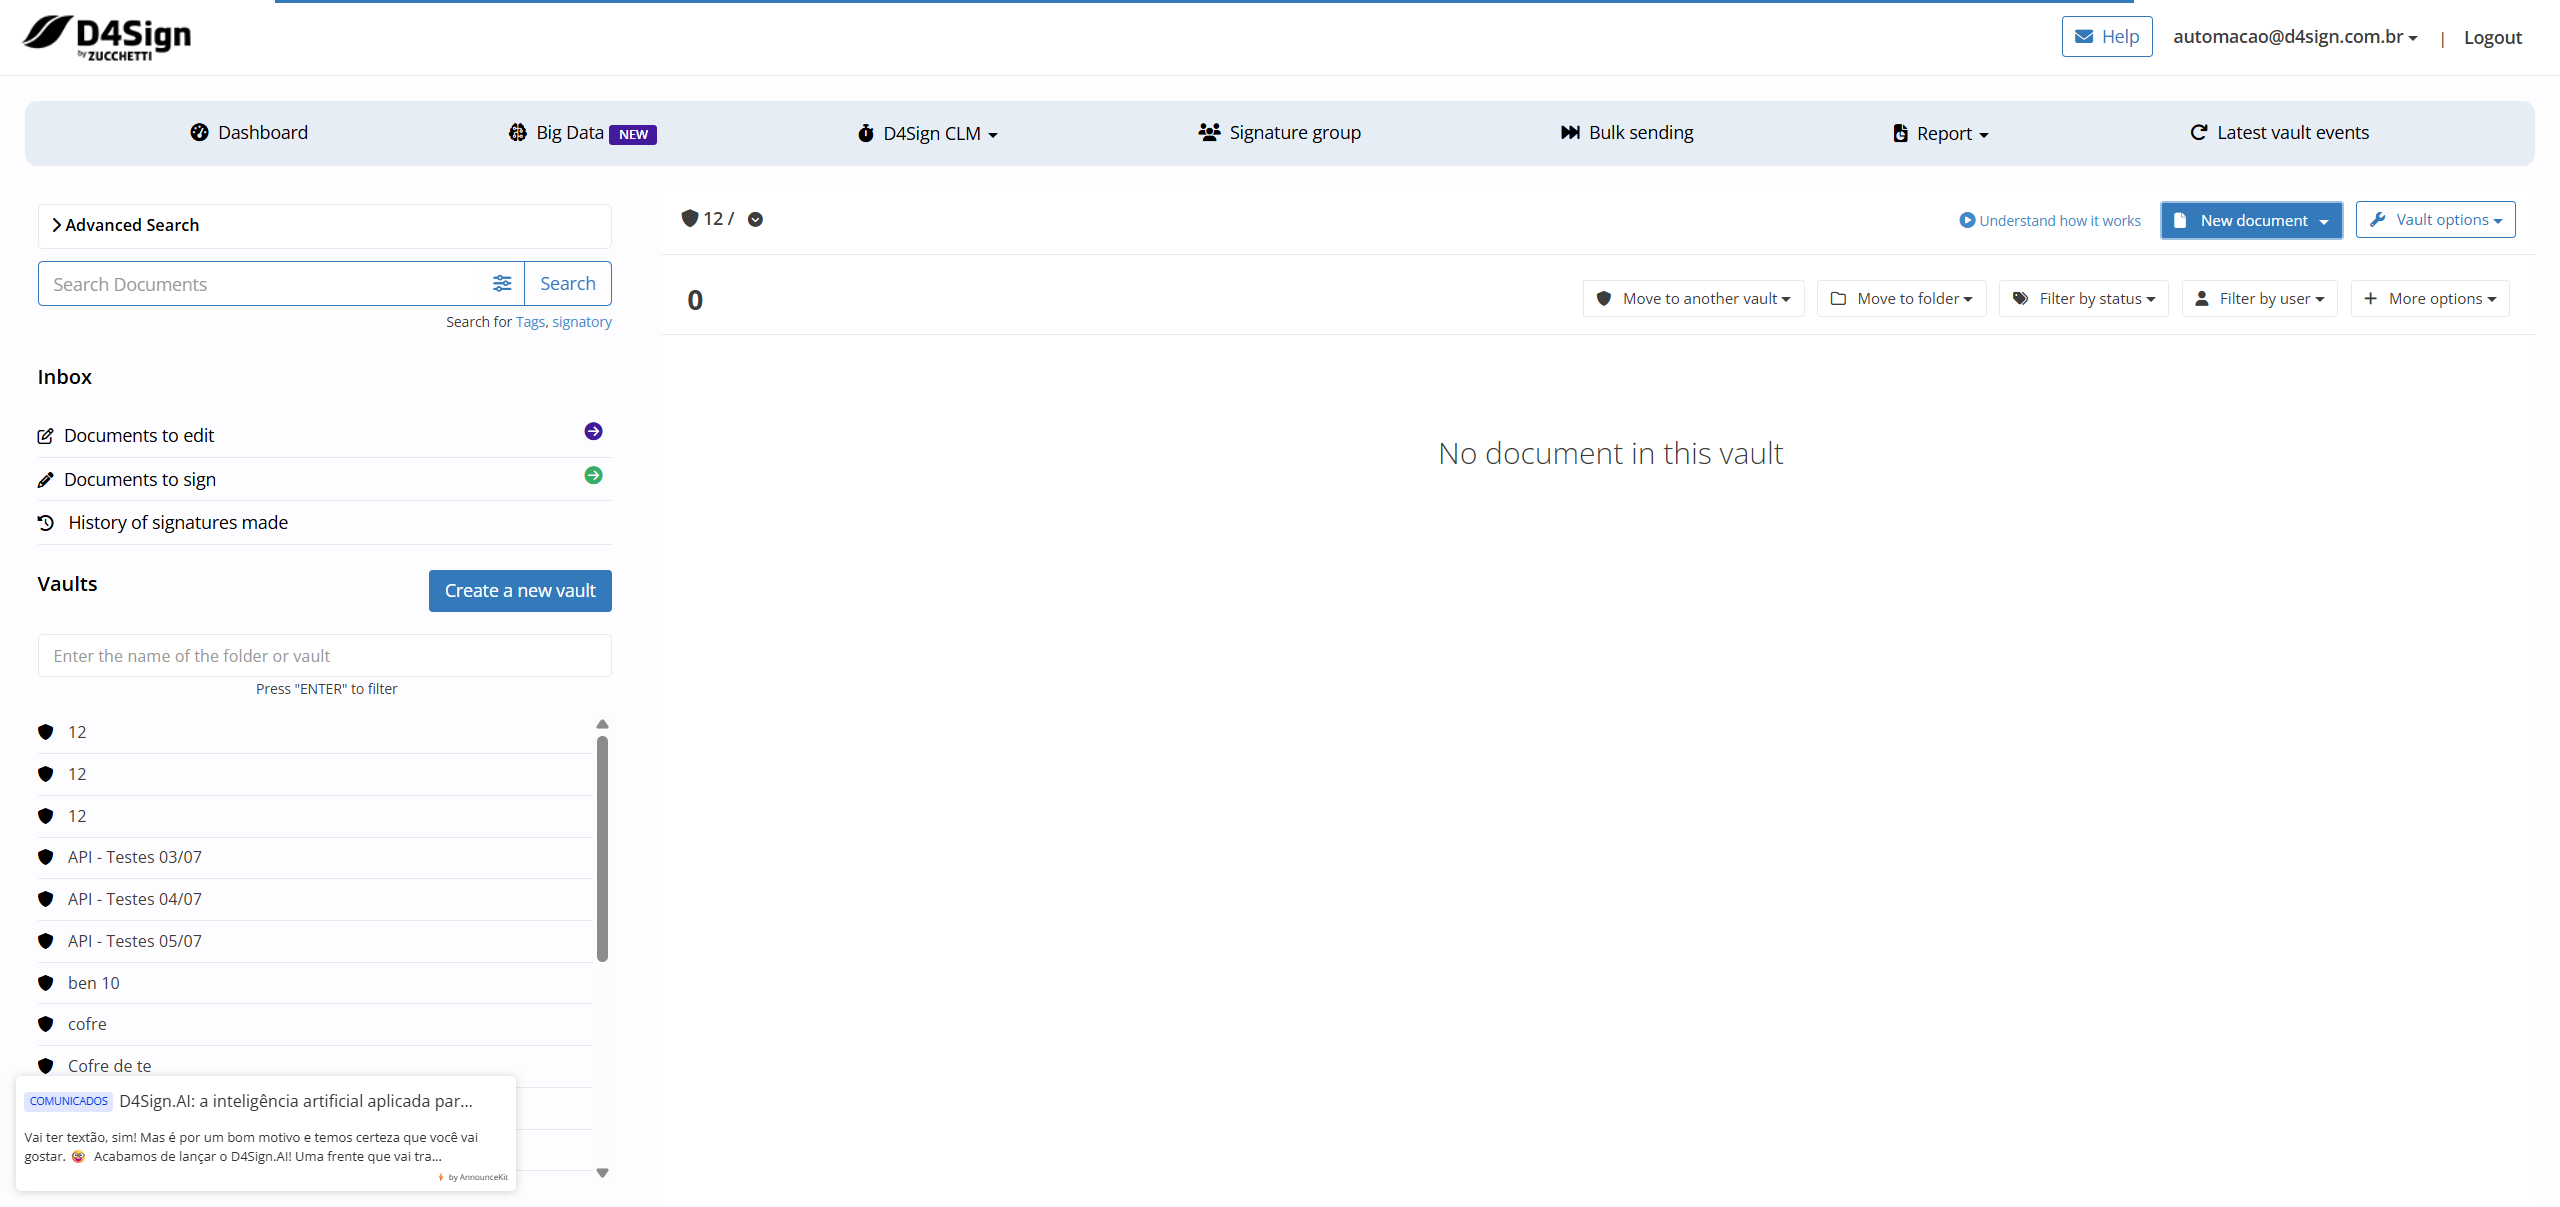 D4Sign
by ZUCCHETTI
Help
automacao@d4sign.com.br
|
Logout
Dashboard
Big Data NEW
D4Sign CLM
Signature group
Bulk sending
Report
Latest vault events
Advanced Search
Search Documents
Search
Search for Tags, signatory
Inbox
Documents to edit
Documents to sign
History of signatures made
Vaults
Create a new vault
Enter the name of the folder or vault
Press "ENTER" to filter
12
12
12
API - Testes 03/07
API - Testes 04/07
API - Testes 05/07
ben 10
cofre
Cofre de te
COMUNICADOS D4Sign.AI: a inteligência artificial aplicada par...
Vai ter textão, sim! Mas é por um bom motivo e temos certeza que você vai
gostar. 🤪 Acabamos de lançar o D4Sign.AI! Uma frente que vai tra...
by AnnounceKit
12 /
Understand how it works
New document
Vault options
0
Move to another vault
Move to folder
Filter by status
Filter by user
More options
No document in this vault